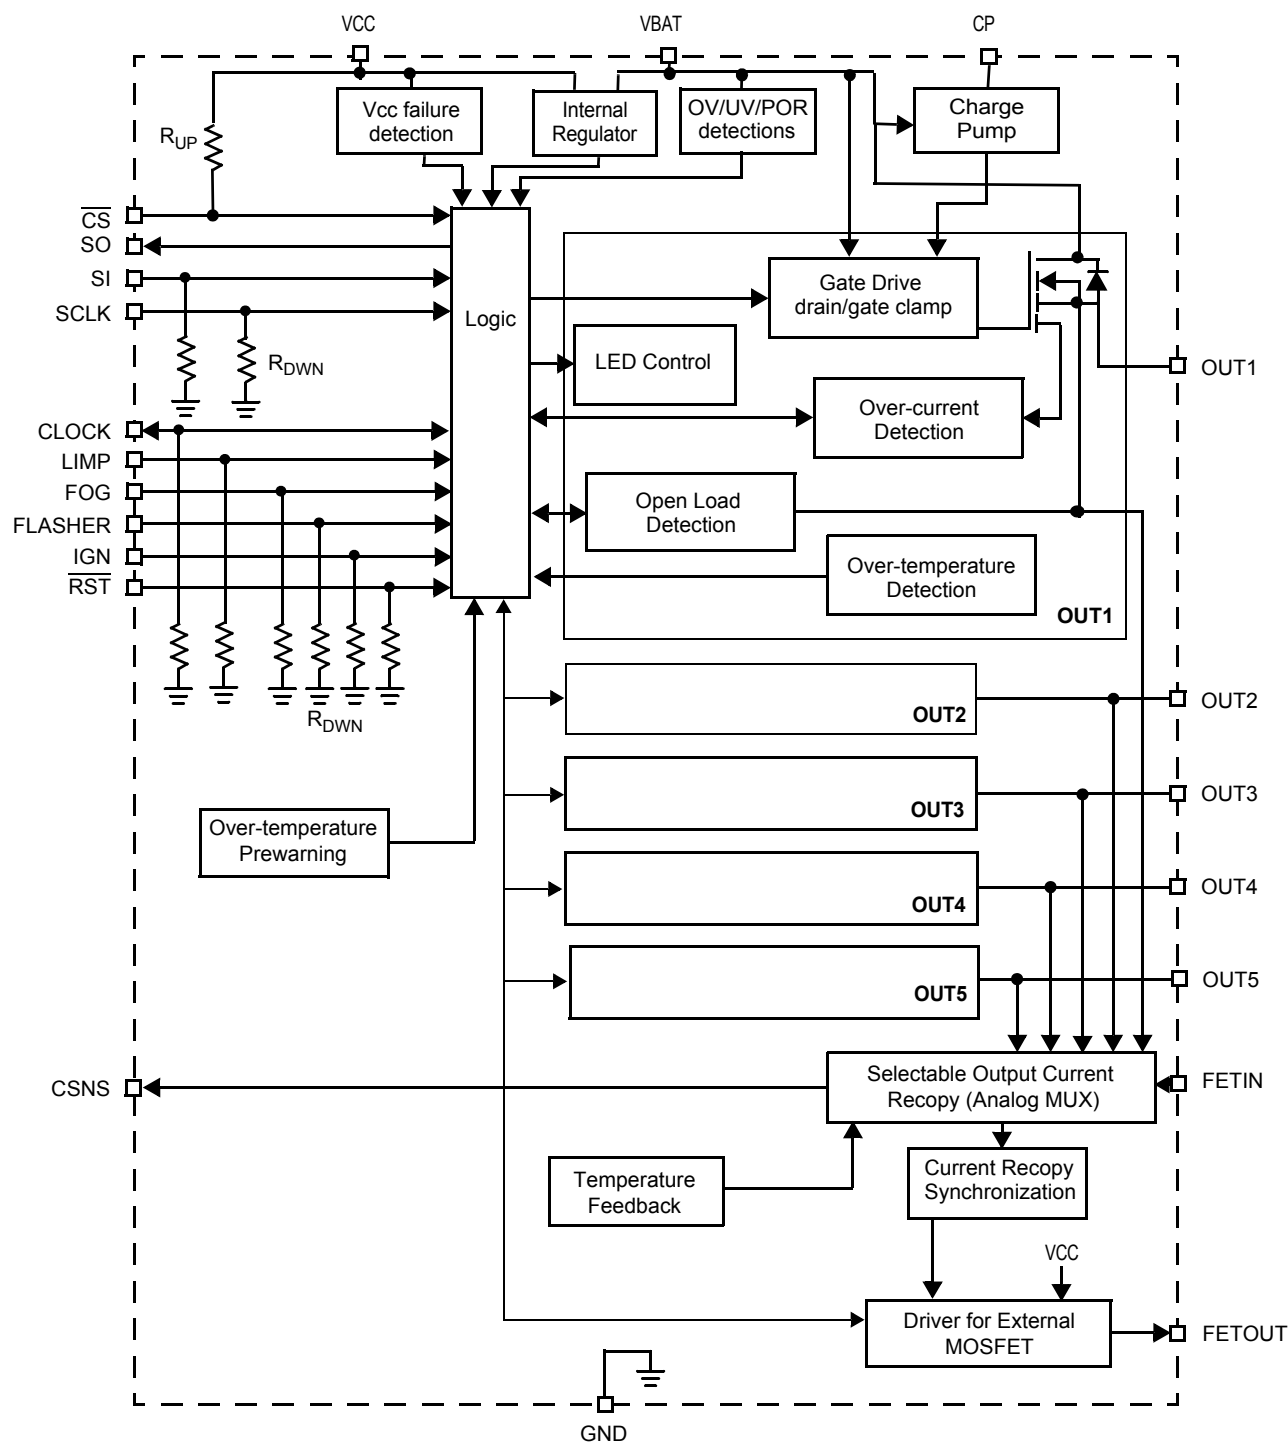 VCC
VBAT
CP
Vcc failure
detection
Internal
Regulator
OV/UV/POR
detections
Charge
Pump
RUP
CS
SO
SI
SCLK
RDWN
CLOCK
LIMP
FOG
FLASHER
IGN
RST
RDWN
Logic
Gate Drive
drain/gate clamp
LED Control
Over-current
Detection
Open Load
Detection
Over-temperature
Detection
OUT1
OUT1
OUT2
OUT2
OUT3
OUT3
Over-temperature
Prewarning
OUT4
OUT4
OUT5
OUT5
CSNS
Selectable Output Current
Recopy (Analog MUX)
FETIN
Temperature
Feedback
Current Recopy
Synchronization
VCC
Driver for External
MOSFET
FETOUT
GND